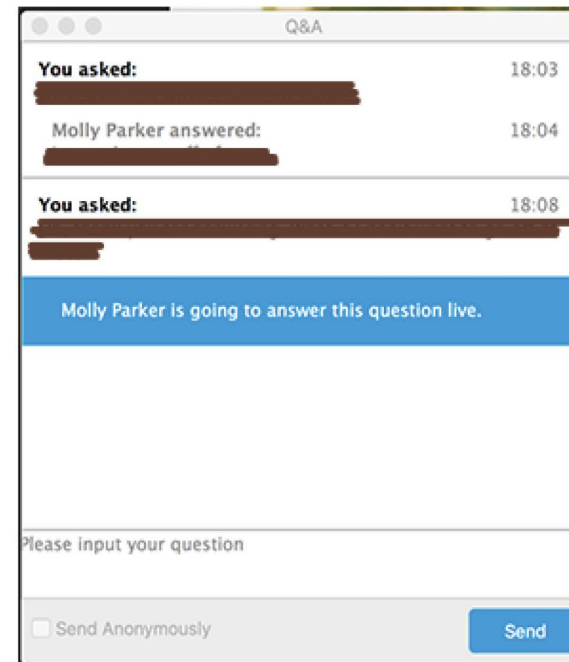 Q&A
You asked: 18:03
Molly Parker answered: 18:04
You asked: 18:08
Molly Parker is going to answer this question live.
Please input your question
Send Anonymously
Send